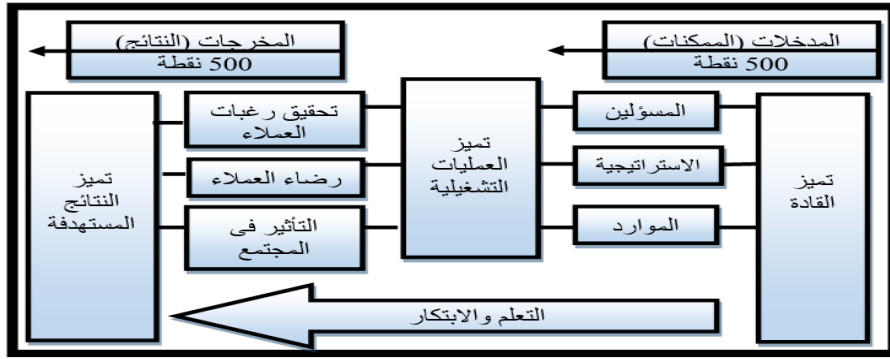 المدخلات (الممكنات)
500 نقطة
المخرجات (النتائج)
500 نقطة
تميز
القادة
المسؤلين
الاستراتيجية
الموارد
تميز
العمليات
التشغيلية
تحقيق رغبات
العملاء
رضاء العملاء
التأثير فى
المجتمع
تميز
النتائج
المستهدفة
التعلم والابتكار